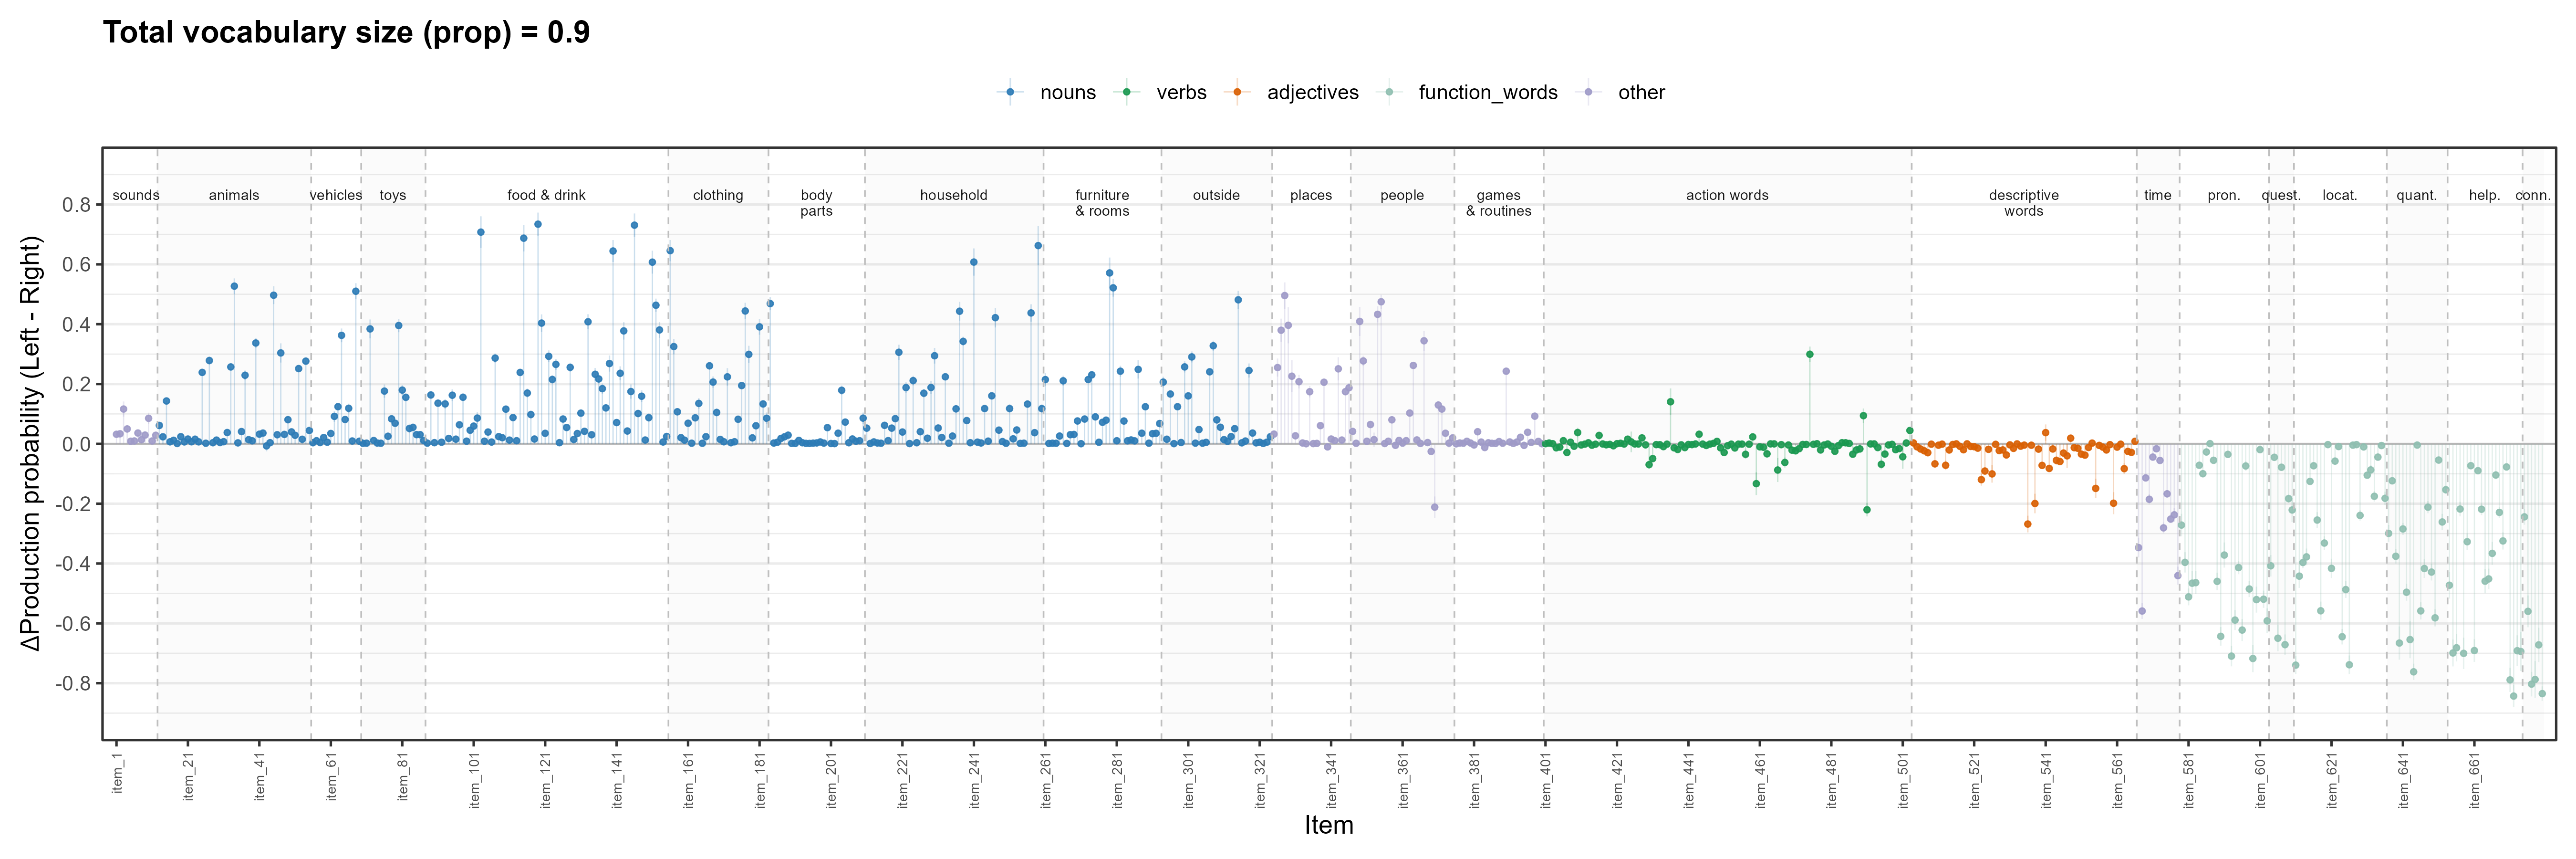 Total vocabulary size (prop) = 0.9
nouns verbs adjectives function_words other
sounds animals vehicles toys food & drink clothing body parts household furniture & rooms outside places people games & routines action words descriptive words time pron. quest. locat. quant. help. conn.
ΔProduction probability (Left - Right)
0.8
0.6
0.4
0.2
0.0
-0.2
-0.4
-0.6
-0.8
item_1 item_21 item_41 item_61 item_81 item_101 item_121 item_141 item_161 item_181 item_201 item_221 item_241 item_261 item_281 item_301 item_321 item_341 item_361 item_381 item_401 item_421 item_441 item_461 item_481 item_501 item_521 item_541 item_561 item_581 item_601 item_621 item_641 item_661
Item